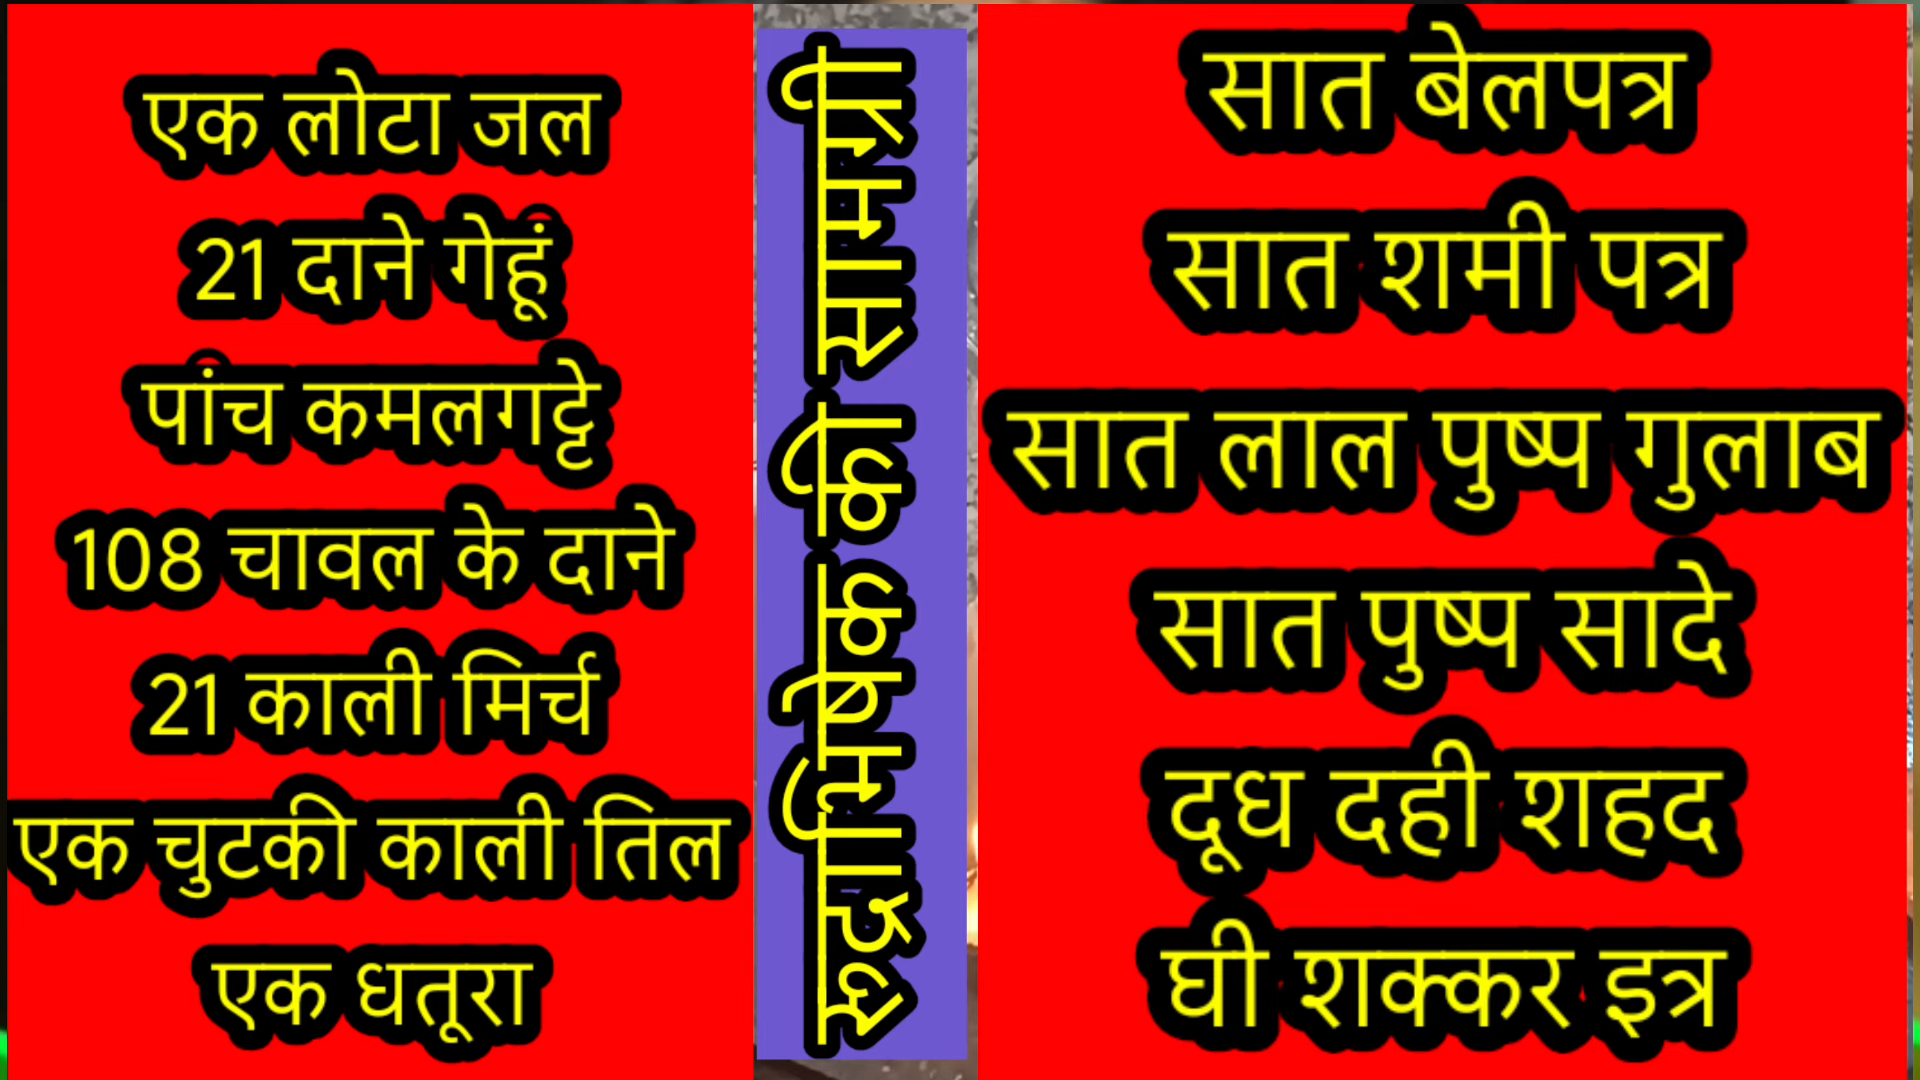 एक लोटा जल
21 दाने गेहूं
पांच कमलगट्टे
108 चावल के दाने
21 काली मिर्च
एक चुटकी काली तिल
एक धतूरा
रुद्राभिषेक की सामग्री
सात बेलपत्र
सात शमी पत्र
सात लाल पुष्प गुलाब
सात पुष्प सादे
दूध दही शहद
घी शक्कर इत्र